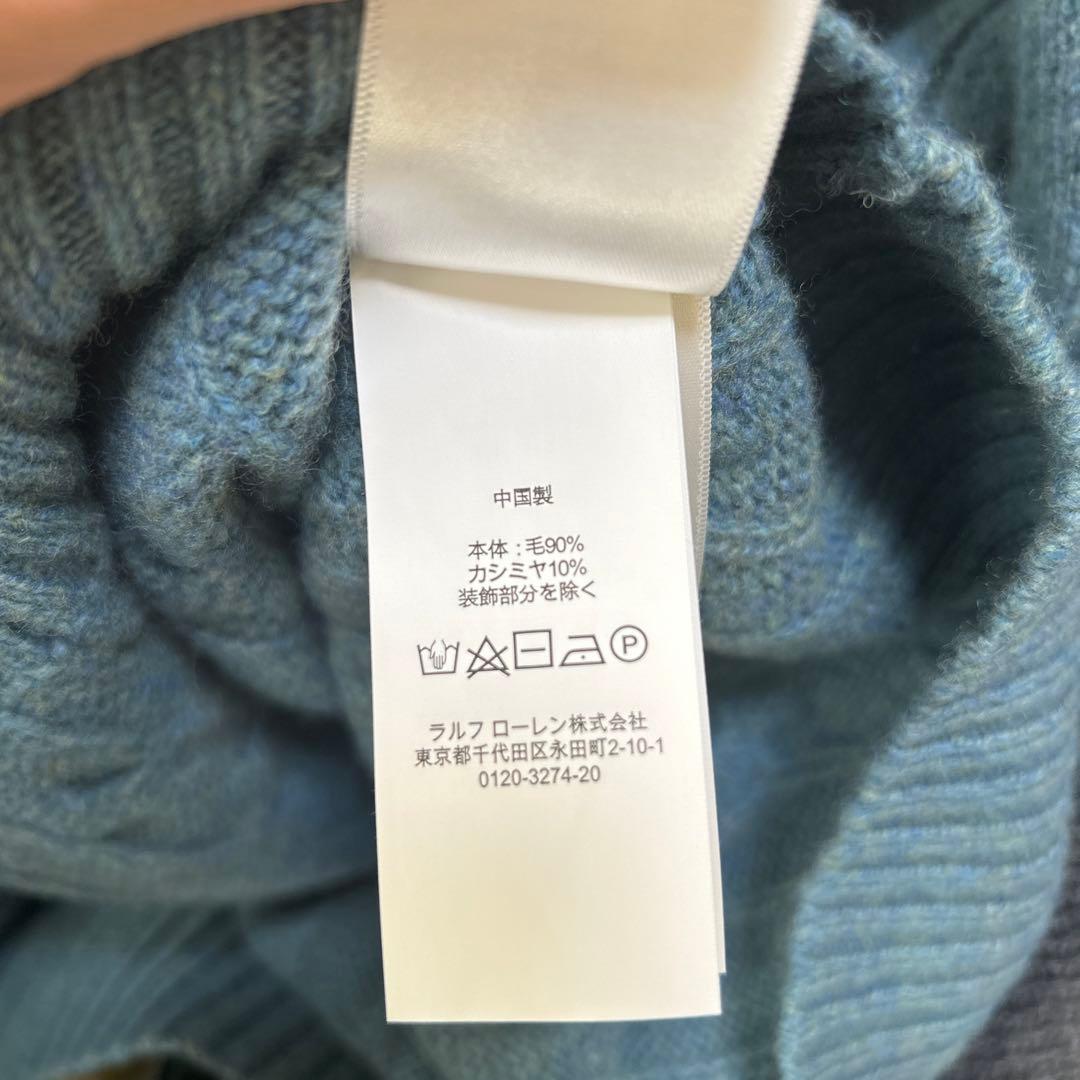 中国製
本体:毛90%
カシミヤ10%
装飾部分を除く
P
ラルフ ローレン株式会社
東京都千代田区永田町2-10-1
0120-3274-20